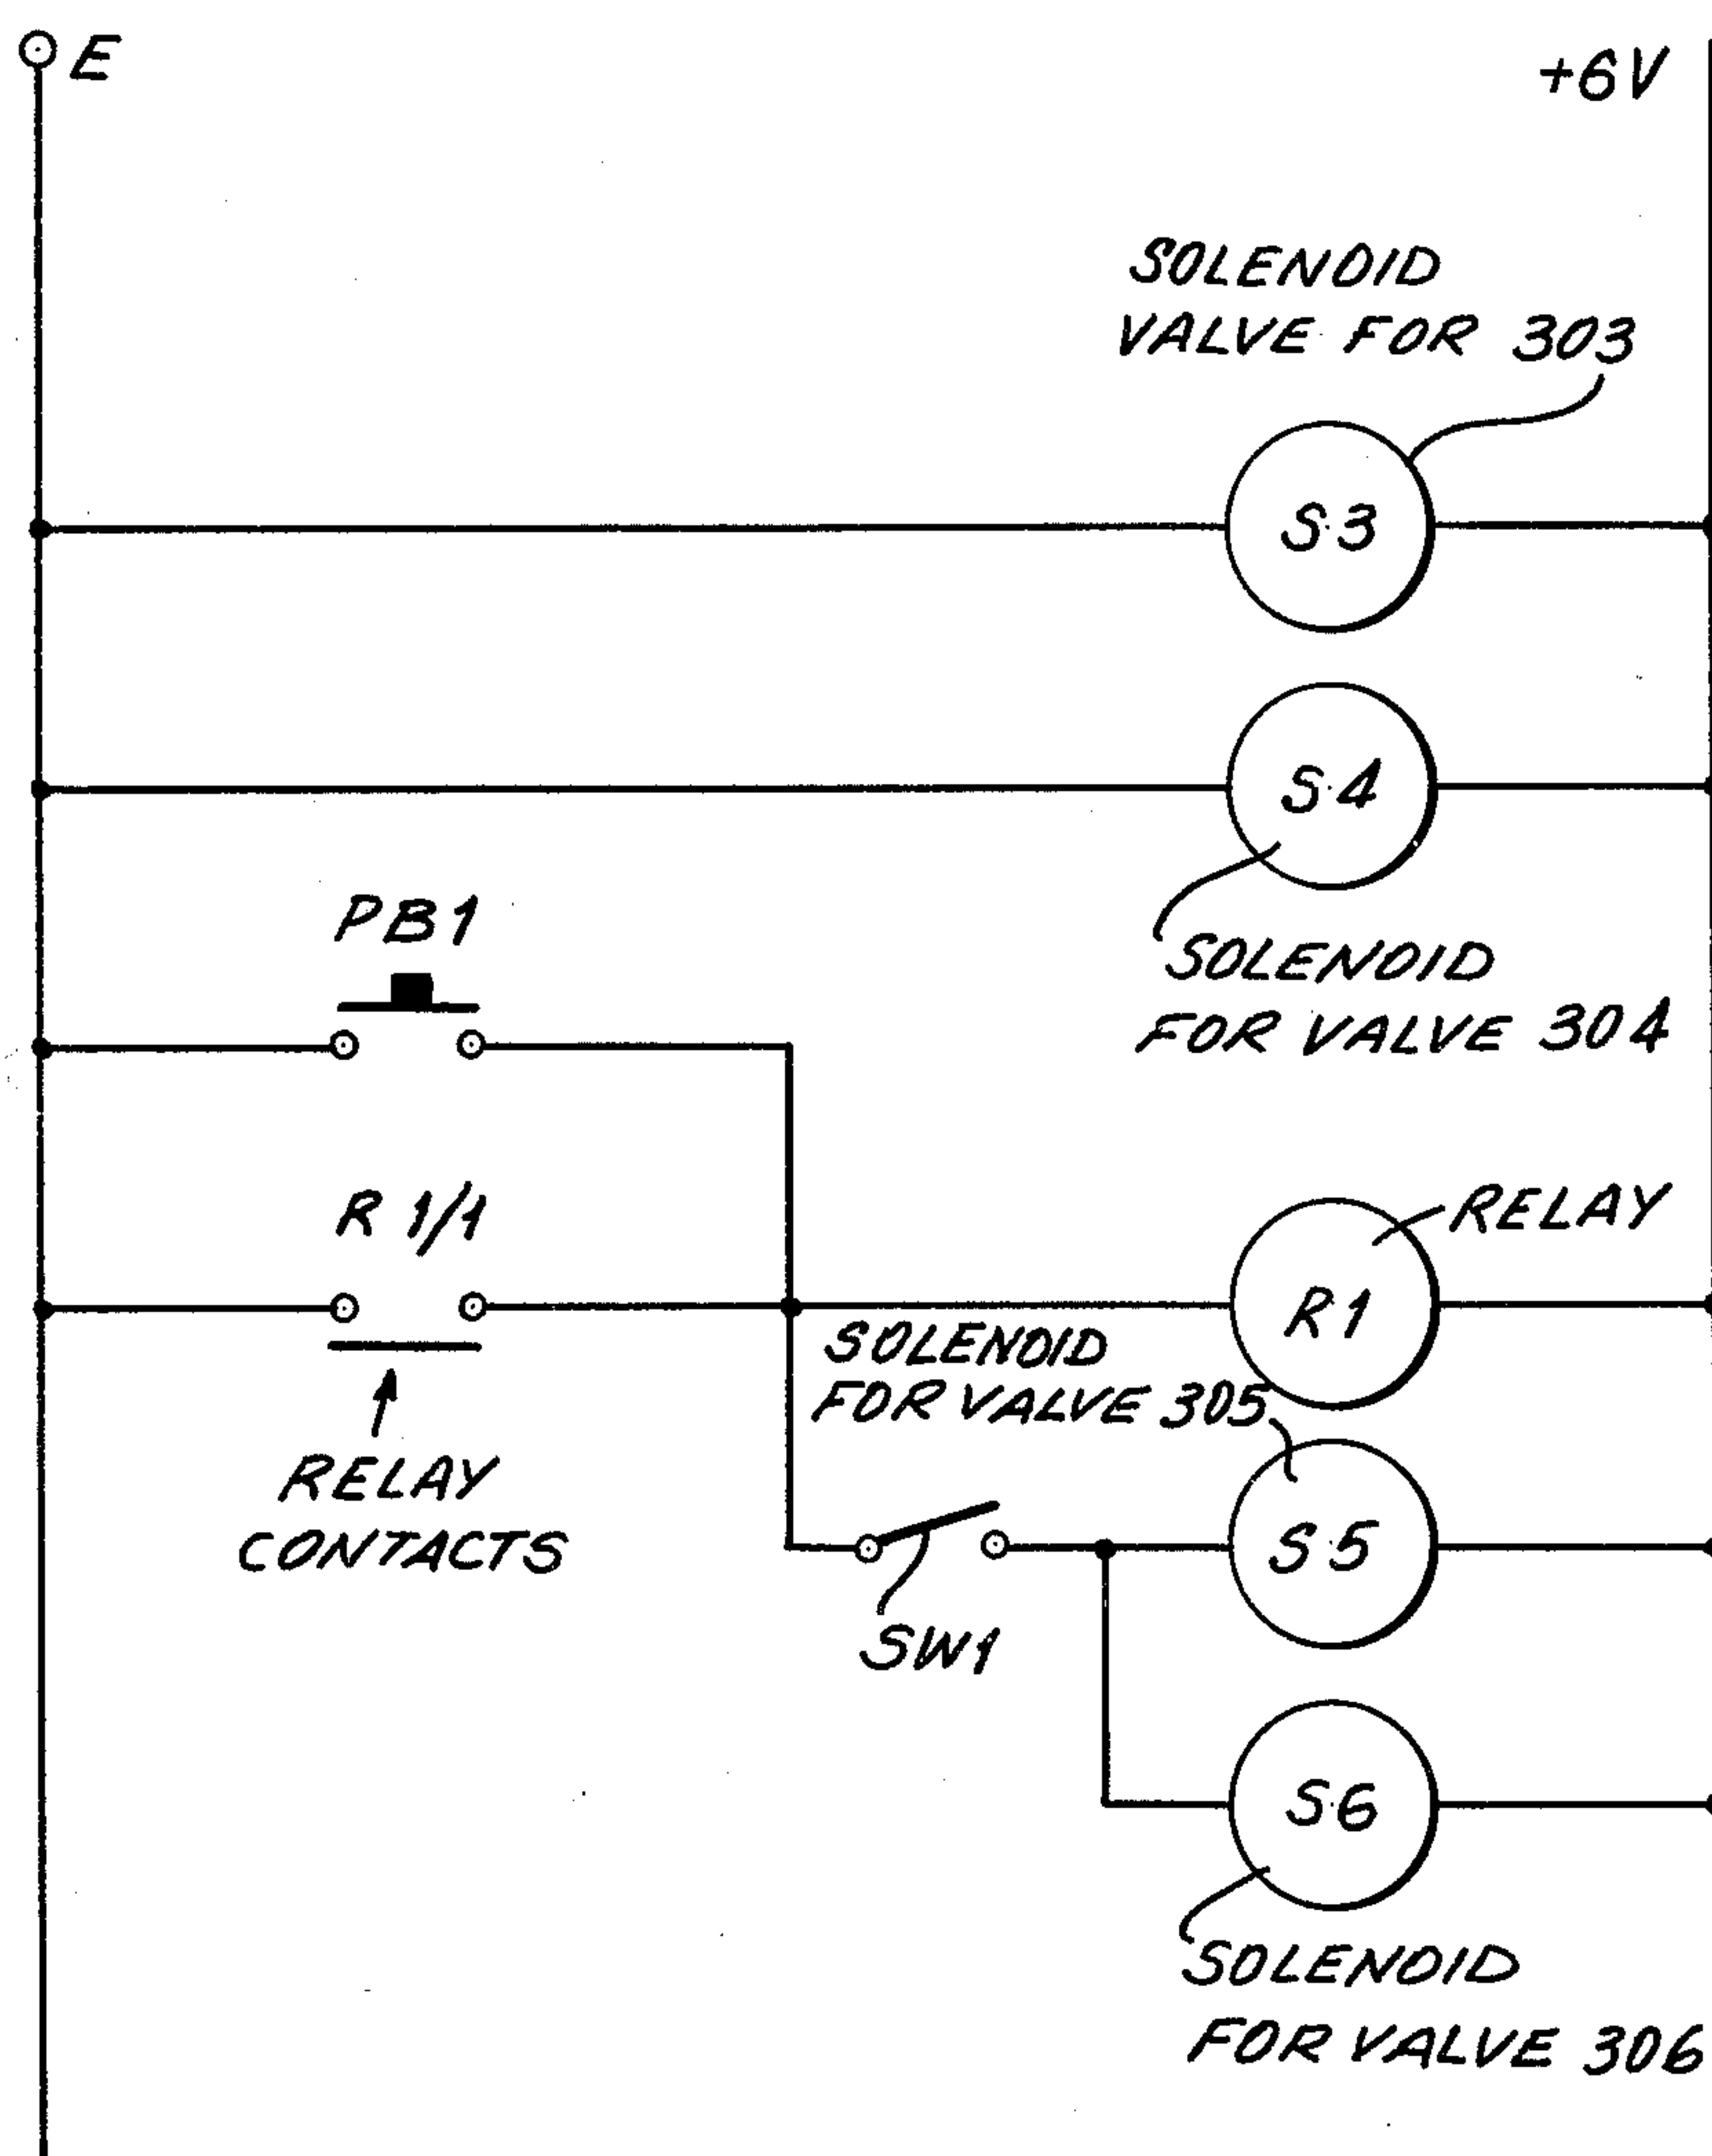 E
+6V
SOLENOID
VALVE FOR 303
S3
S4
SOLENOID
FOR VALVE 304
PB1
R 1/1
RELAY
R1
SOLENOID
FOR VALVE 305
RELAY
CONTACTS
S5
SW1
S6
SOLENOID
FOR VALVE 306